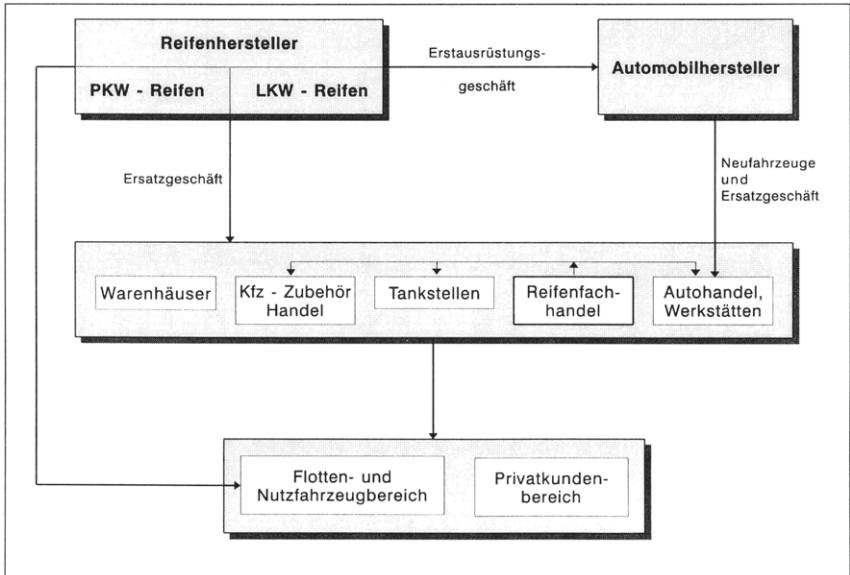 Reifenhersteller
PKW - Reifen
LKW - Reifen
Erstausrüstungs-
geschäft
Automobilhersteller
Ersatzgeschäft
Neufahrzeuge
und
Ersatzgeschäft
Warenhäuser
Kfz - Zubehör
Handel
Tankstellen
Reifenfach-
handel
Autohandel,
Werkstätten
Flotten- und
Nutzfahrzeugbereich
Privatkunden-
bereich